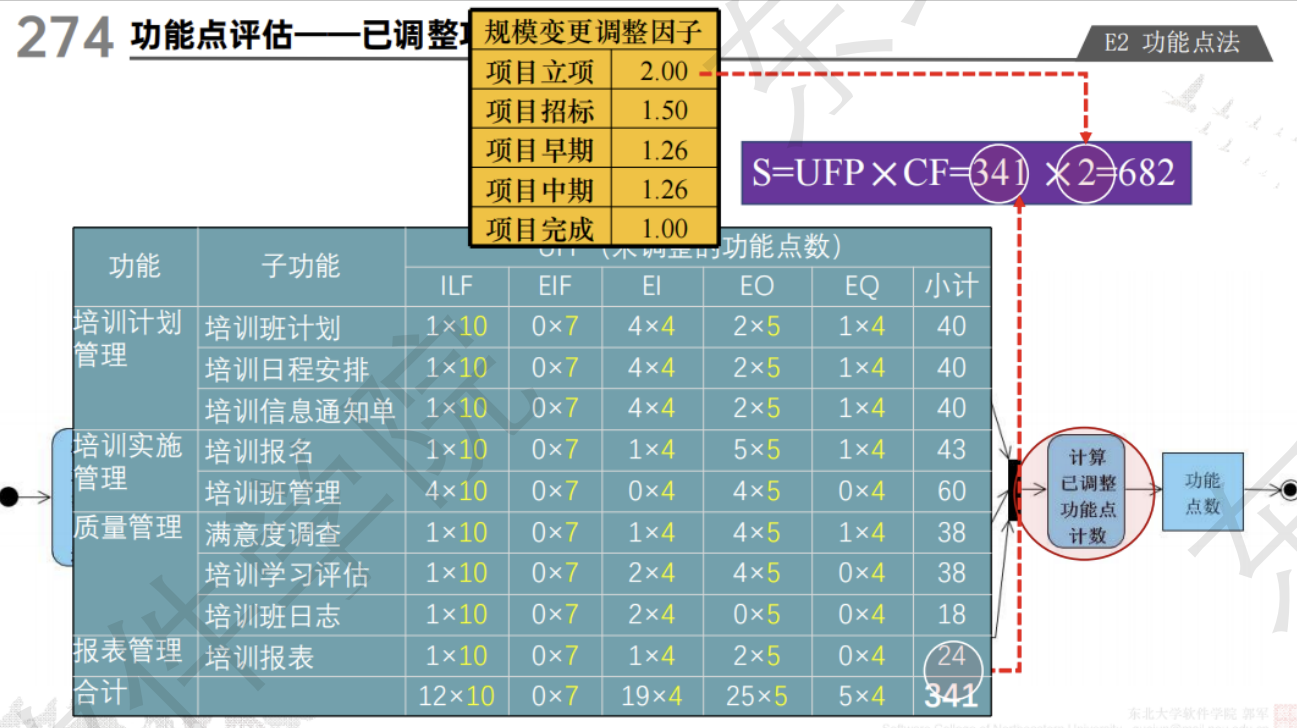 274 功能点评估——已调整
E2 功能点法
规模变更调整因子
项目立项 2.00
项目招标 1.50
项目早期 1.26
项目中期 1.26
项目完成 1.00
S=UFP×CF=341 ×2=682
功能 子功能 (未调整的功能点数)
ILF EIF EI EO EQ 小计
培训计划管理 培训班计划 1×10 0×7 4×4 2×5 1×4 40
培训日程安排 1×10 0×7 4×4 2×5 1×4 40
培训信息通知单 1×10 0×7 4×4 2×5 1×4 40
培训实施管理 培训报名 1×10 0×7 1×4 5×5 1×4 43
培训班管理 4×10 0×7 0×4 4×5 0×4 60
质量管理 满意度调查 1×10 0×7 1×4 4×5 1×4 38
培训学习评估 1×10 0×7 2×4 4×5 0×4 38
培训班日志 1×10 0×7 2×4 0×5 0×4 18
报表管理 培训报表 1×10 0×7 1×4 2×5 0×4 24
合计 12×10 0×7 19×4 25×5 5×4 341
计算
已调整
功能点
计数
功能
点数
东北大学软件学院 郭军